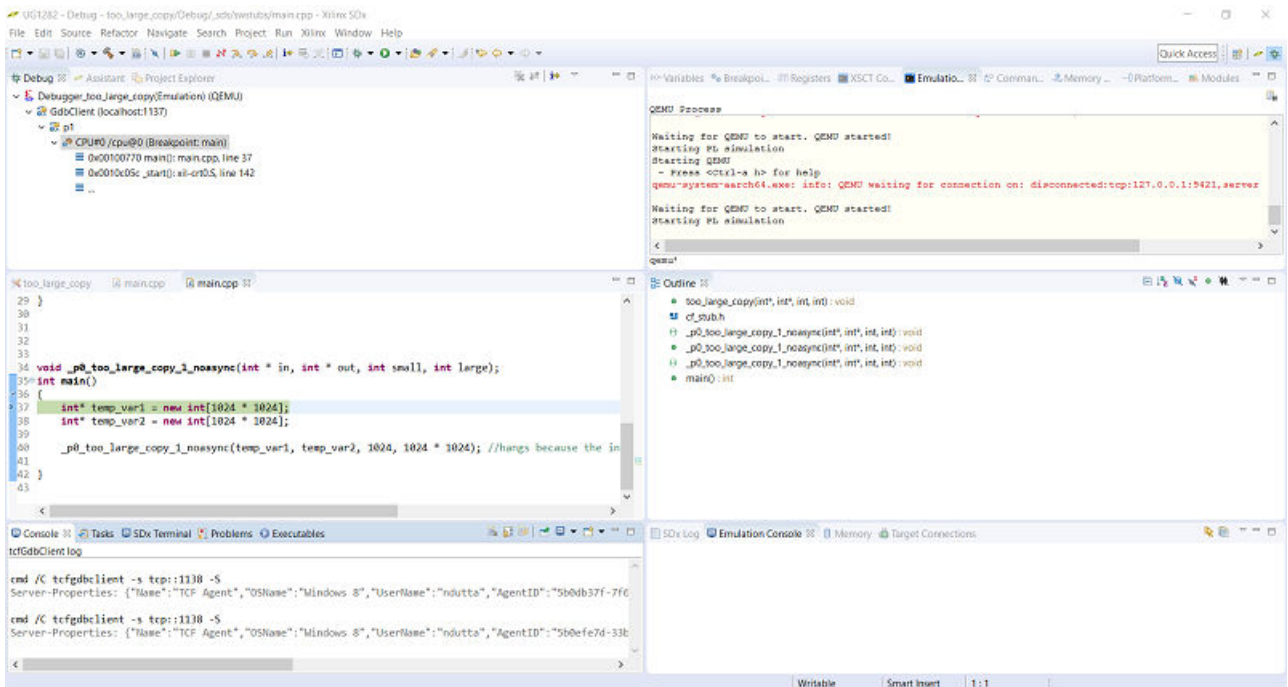 UG1282 - Debug - too_large_copy/Debug/_sds/swstubs/main.cpp - Xilinx SDx
File Edit Source Refactor Navigate Search Project Run Xilinx Window Help
Quick Access
Debug Assistant Project Explorer
Debugger_too_large_copy(Emulation) (QEMU)
GdbClient (localhost:1137)
p1
CPU#0 /cpu@0 (Breakpoint: main)
0x00100770 main(): main.cpp, line 37
0x0010c05c _start(): xil-crt0.S, line 142
...
Variables Breakpoi... Registers XSCT Co... Emulatio... Comman... Memory ... Platform... Modules
QEMU Process
Waiting for QEMU to start. QEMU started!
Starting PL simulation
Starting QEMU
- Press <Ctrl-a h> for help
qemu-system-aarch64.exe: info: QEMU waiting for connection on: disconnected:tcp:127.0.0.1:9421,server
Waiting for QEMU to start. QEMU started!
Starting PL simulation
qemu*
too_large_copy main.cpp main.cpp
29 }
30
31
32
33
34 void _p0_too_large_copy_1_noasync(int * in, int * out, int small, int large);
35 int main()
36 {
37 int* temp_var1 = new int[1024 * 1024];
38 int* temp_var2 = new int[1024 * 1024];
39
40 _p0_too_large_copy_1_noasync(temp_var1, temp_var2, 1024, 1024 * 1024); //hangs because the in
41
42 }
43
Outline
too_large_copy(int*, int*, int, int) : void
cf_stub.h
_p0_too_large_copy_1_noasync(int*, int*, int, int) : void
_p0_too_large_copy_1_noasync(int*, int*, int, int) : void
_p0_too_large_copy_1_noasync(int*, int*, int, int) : void
main() : int
Console Tasks SDx Terminal Problems Executables
tcfGdbClient log
cmd /C tcfgdbclient -s tcp::1138 -S
Server-Properties: {"Name":"TCF Agent","OSName":"Windows 8","UserName":"ndutta","AgentID":"5b0db37f-7f6
cmd /C tcfgdbclient -s tcp::1138 -S
Server-Properties: {"Name":"TCF Agent","OSName":"Windows 8","UserName":"ndutta","AgentID":"5b0efe7d-33b
SDx Log Emulation Console Memory Target Connections
Writable Smart Insert 1 : 1